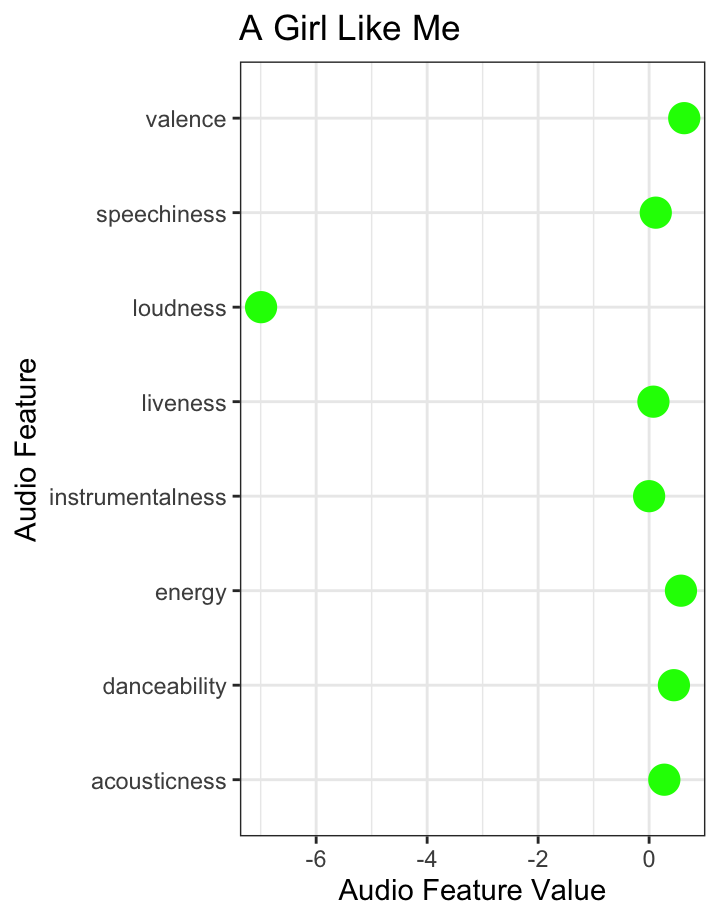 A Girl Like Me
valence
speechiness
loudness
liveness
instrumentalness
energy
danceability
acousticness
Audio Feature
-6 -4 -2 0
Audio Feature Value